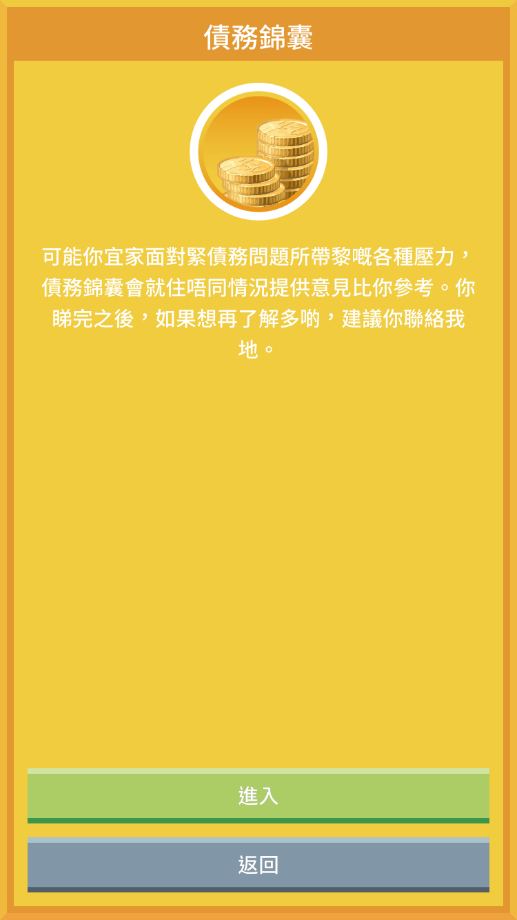 債務錦囊
可能你宜家面對緊債務問題所帶黎嘅各種壓力，
債務錦囊會就住唔同情況提供意見比你參考。你
睇完之後，如果想再了解多啲，建議你聯絡我
地。
進入
返回